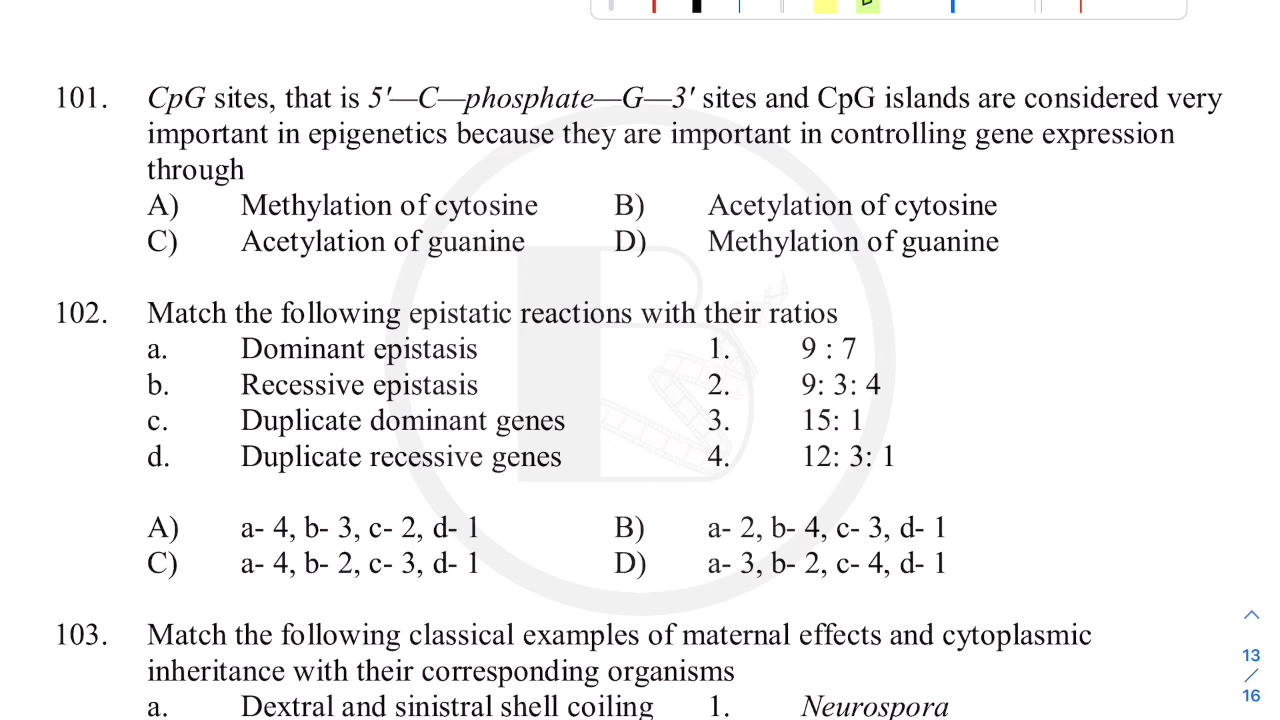 101. CpG sites, that is 5'—C—phosphate—G—3' sites and CpG islands are considered very
important in epigenetics because they are important in controlling gene expression
through
A) Methylation of cytosine B) Acetylation of cytosine
C) Acetylation of guanine D) Methylation of guanine
102. Match the following epistatic reactions with their ratios
a. Dominant epistasis 1. 9 : 7
b. Recessive epistasis 2. 9: 3: 4
c. Duplicate dominant genes 3. 15: 1
d. Duplicate recessive genes 4. 12: 3: 1
A) a- 4, b- 3, c- 2, d- 1 B) a- 2, b- 4, c- 3, d- 1
C) a- 4, b- 2, c- 3, d- 1 D) a- 3, b- 2, c- 4, d- 1
103. Match the following classical examples of maternal effects and cytoplasmic
inheritance with their corresponding organisms
a. Dextral and sinistral shell coiling 1. Neurospora
13
/
16